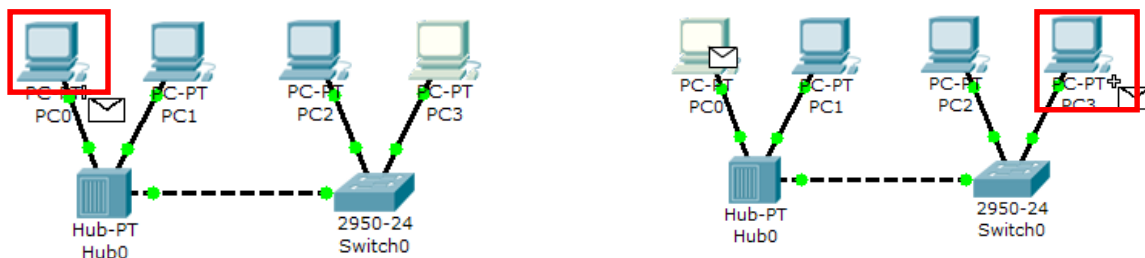 PC-PT
PC0
PC-PT
PC1
PC-PT
PC2
PC-PT
PC3
Hub-PT
Hub0
2950-24
Switch0
PC-PT
PC0
PC-PT
PC1
PC-PT
PC2
PC-PT
PC3
Hub-PT
Hub0
2950-24
Switch0